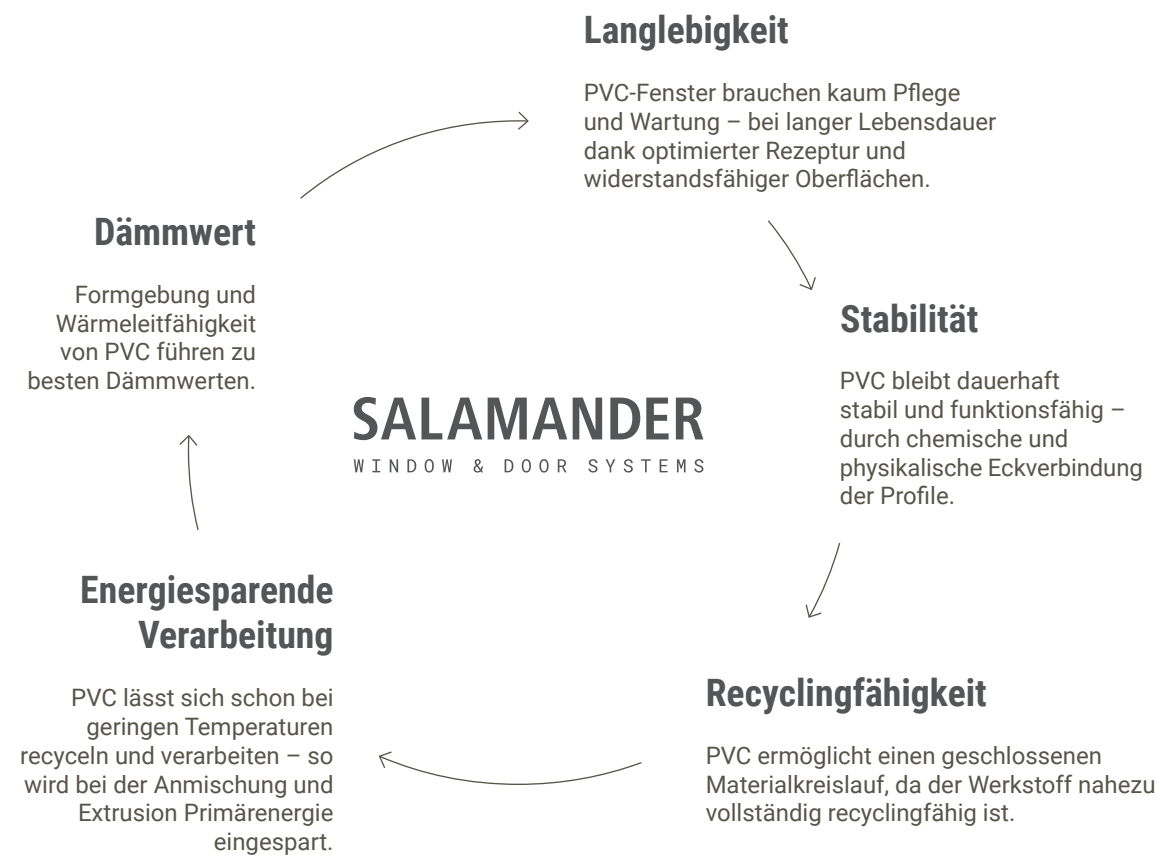 Langlebigkeit
PVC-Fenster brauchen kaum Pflege
und Wartung – bei langer Lebensdauer
dank optimierter Rezeptur und
widerstandsfähiger Oberflächen.
Stabilität
PVC bleibt dauerhaft
stabil und funktionsfähig –
durch chemische und
physikalische Eckverbindung
der Profile.
Recyclingfähigkeit
PVC ermöglicht einen geschlossenen
Materialkreislauf, da der Werkstoff nahezu
vollständig recyclingfähig ist.
Energiesparende
Verarbeitung
PVC lässt sich schon bei
geringen Temperaturen
recyceln und verarbeiten – so
wird bei der Anmischung und
Extrusion Primärenergie
eingespart.
Dämmwert
Formgebung und
Wärmeleitfähigkeit
von PVC führen zu
besten Dämmwerten.
SALAMANDER
WINDOW & DOOR SYSTEMS